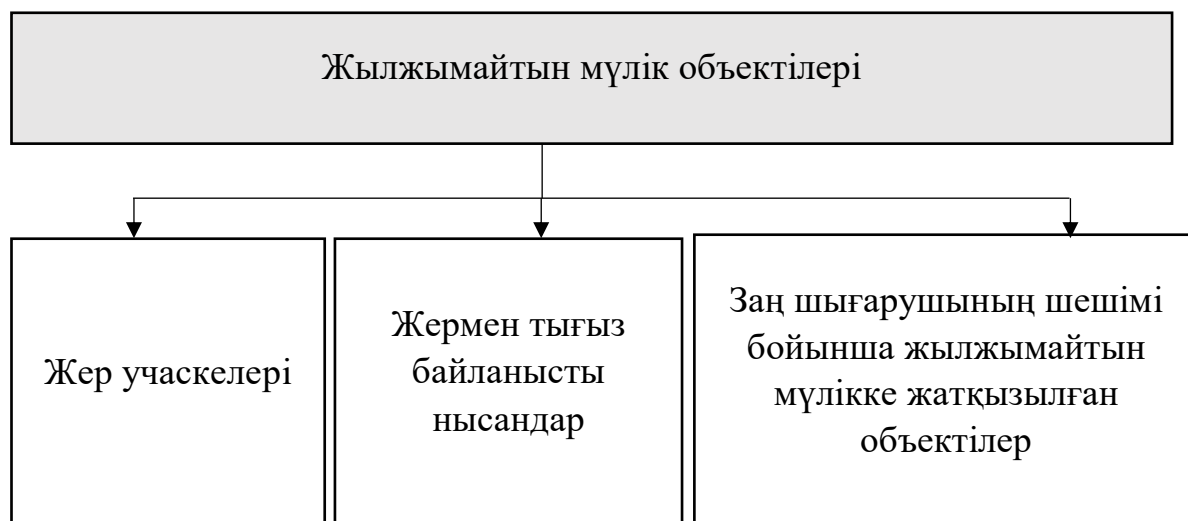 Жылжымайтын мүлік объектілері
Жер учаскелері
Жермен тығыз
байланысты
нысандар
Заң шығарушының шешімі
бойынша жылжымайтын
мүлікке жатқызылған
объектілер